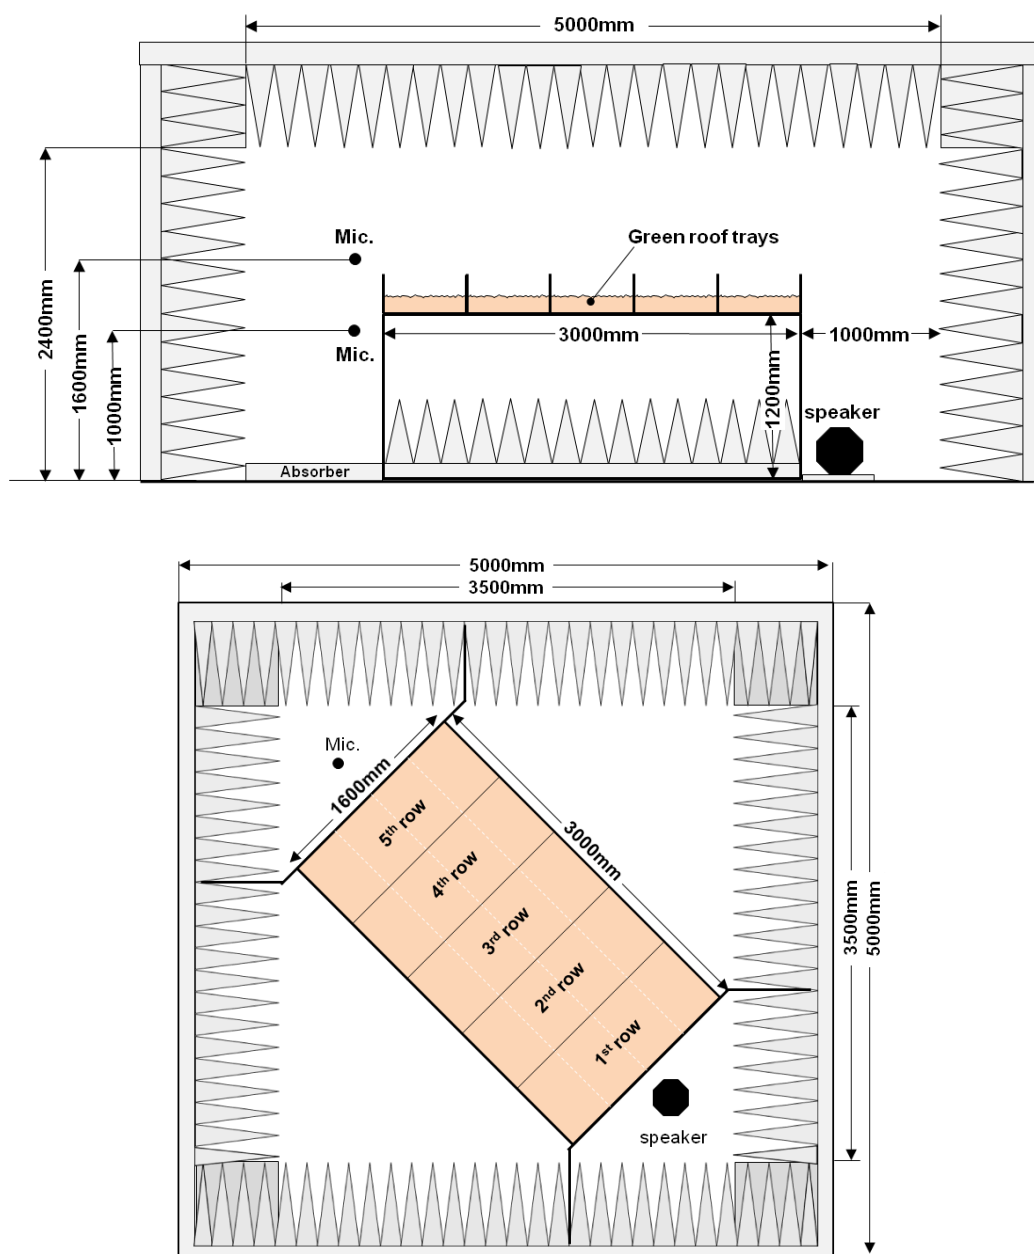 5000mm
Mic.
Green roof trays
2400mm
1600mm
1000mm
Mic.
3000mm
1000mm
1200mm
speaker
Absorber
5000mm
3500mm
Mic.
1600mm
5th row
3000mm
4th row
3rd row
3500mm
5000mm
2nd row
1st row
speaker